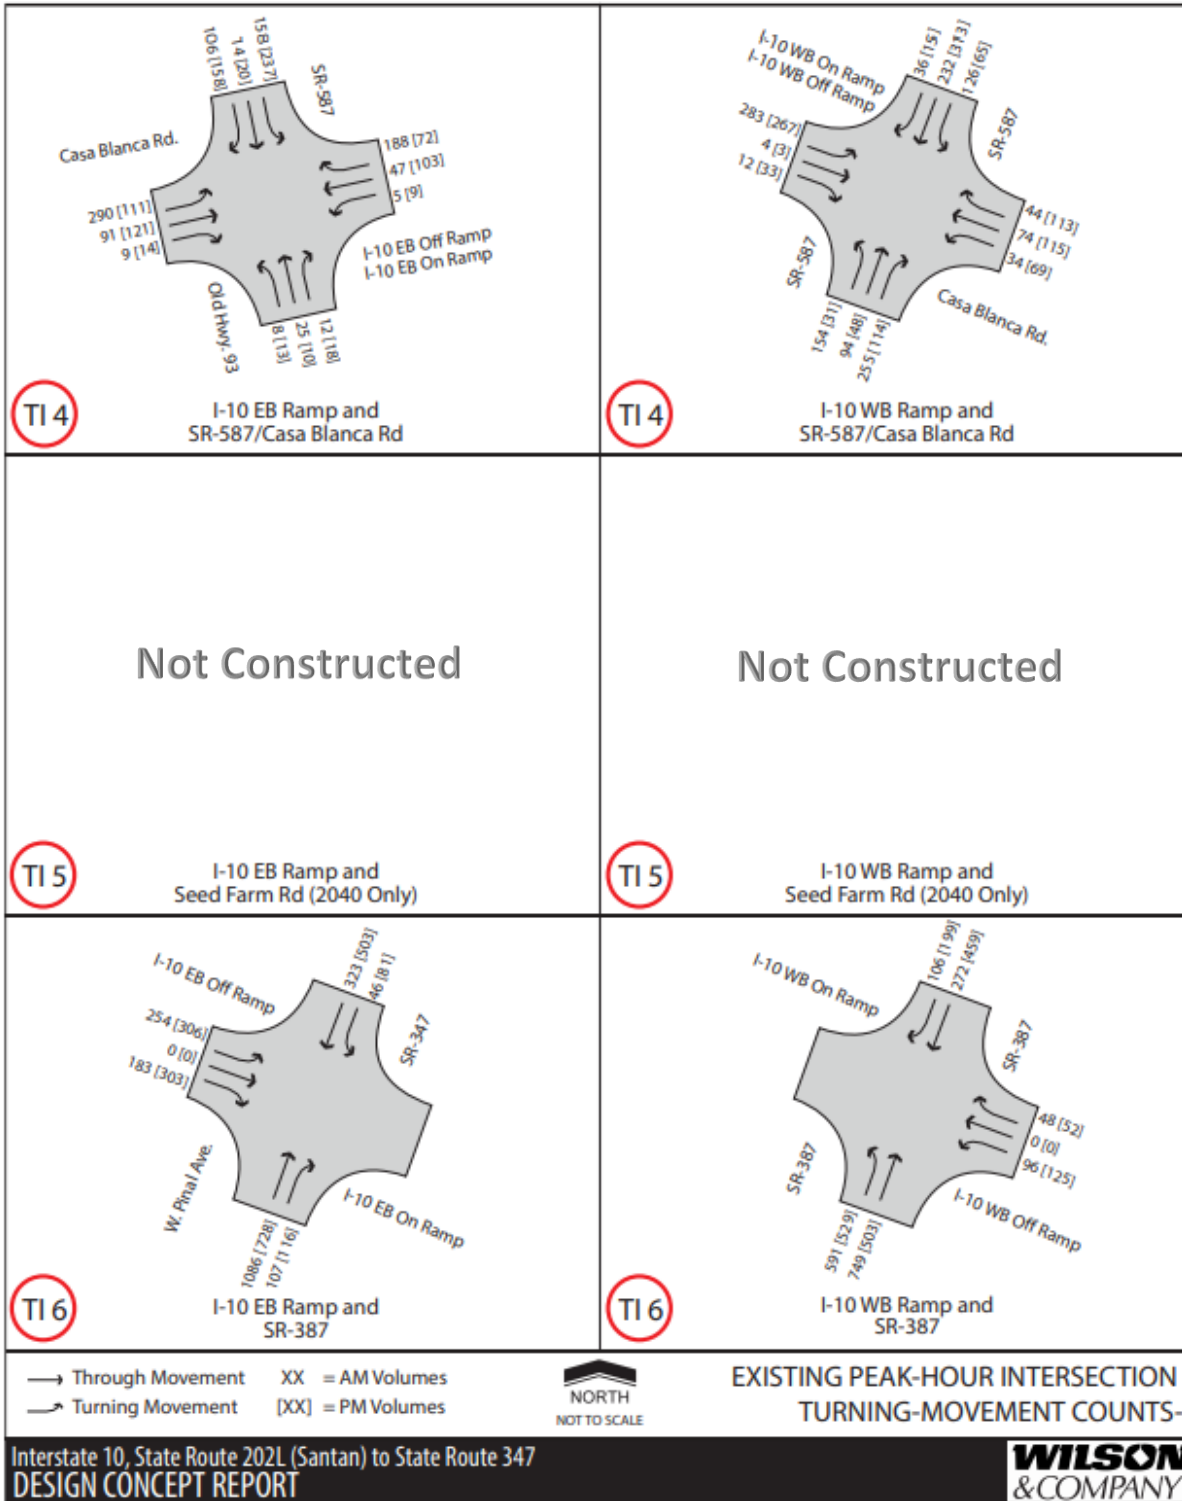 106 [158]
14 [20]
158 [237]
SR-587
Casa Blanca Rd.
188 [72]
47 [103]
5 [9]
290 [111]
91 [121]
9 [14]
I-10 EB Off Ramp
I-10 EB On Ramp
Old Hwy. 93
8 [13]
25 [10]
12 [18]
TI 4
I-10 EB Ramp and
SR-587/Casa Blanca Rd
I-10 WB On Ramp
I-10 WB Off Ramp
36 [15]
232 [313]
126 [65]
SR-587
283 [267]
4 [3]
12 [33]
44 [113]
74 [115]
34 [69]
SR-587
Casa Blanca Rd.
154 [31]
94 [48]
255 [114]
TI 4
I-10 WB Ramp and
SR-587/Casa Blanca Rd
Not Constructed
TI 5
I-10 EB Ramp and
Seed Farm Rd (2040 Only)
Not Constructed
TI 5
I-10 WB Ramp and
Seed Farm Rd (2040 Only)
I-10 EB Off Ramp
323 [503]
46 [81]
SR-347
254 [306]
0 [0]
183 [303]
W. Pinal Ave.
I-10 EB On Ramp
1086 [728]
107 [116]
TI 6
I-10 EB Ramp and
SR-387
I-10 WB On Ramp
106 [199]
272 [459]
SR-387
48 [52]
0 [0]
96 [125]
SR-387
I-10 WB Off Ramp
591 [529]
749 [503]
TI 6
I-10 WB Ramp and
SR-387
Through Movement
Turning Movement
XX = AM Volumes
[XX] = PM Volumes
NORTH
NOT TO SCALE
EXISTING PEAK-HOUR INTERSECTION
TURNING-MOVEMENT COUNTS-
Interstate 10, State Route 202L (Santan) to State Route 347
DESIGN CONCEPT REPORT
WILSON
&COMPANY